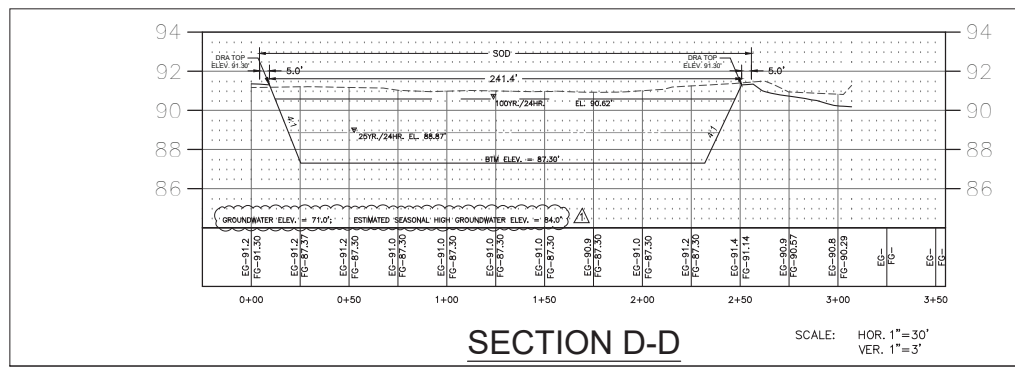 94
94
SOD
DRA TOP
ELEV. 91.30'
DRA TOP
ELEV. 91.30'
92
92
5.0'
5.0'
241.4'
100YR./24HR. EL. 90.62"
90
90
4:1
4:1
25YR./24HR. EL. 88.87"
88
88
BTM ELEV. = 87.30'
86
86
GROUNDWATER ELEV. = 71.0'; ESTIMATED SEASONAL HIGH GROUNDWATER ELEV. = 84.0'
1
EG-91.2
FG-91.30
EG-91.2
FG-87.37
EG-91.2
FG-87.30
EG-91.0
FG-87.30
EG-91.0
FG-87.30
EG-91.0
FG-87.30
EG-91.0
FG-87.30
EG-90.9
FG-87.30
EG-91.0
FG-87.30
EG-91.2
FG-87.30
EG-91.4
FG-91.14
EG-90.9
FG-90.57
EG-90.8
FG-90.29
EG-
FG-
EG-
FG-
0+00
0+50
1+00
1+50
2+00
2+50
3+00
3+50
SECTION D-D
SCALE: HOR. 1"=30'
VER. 1"=3'